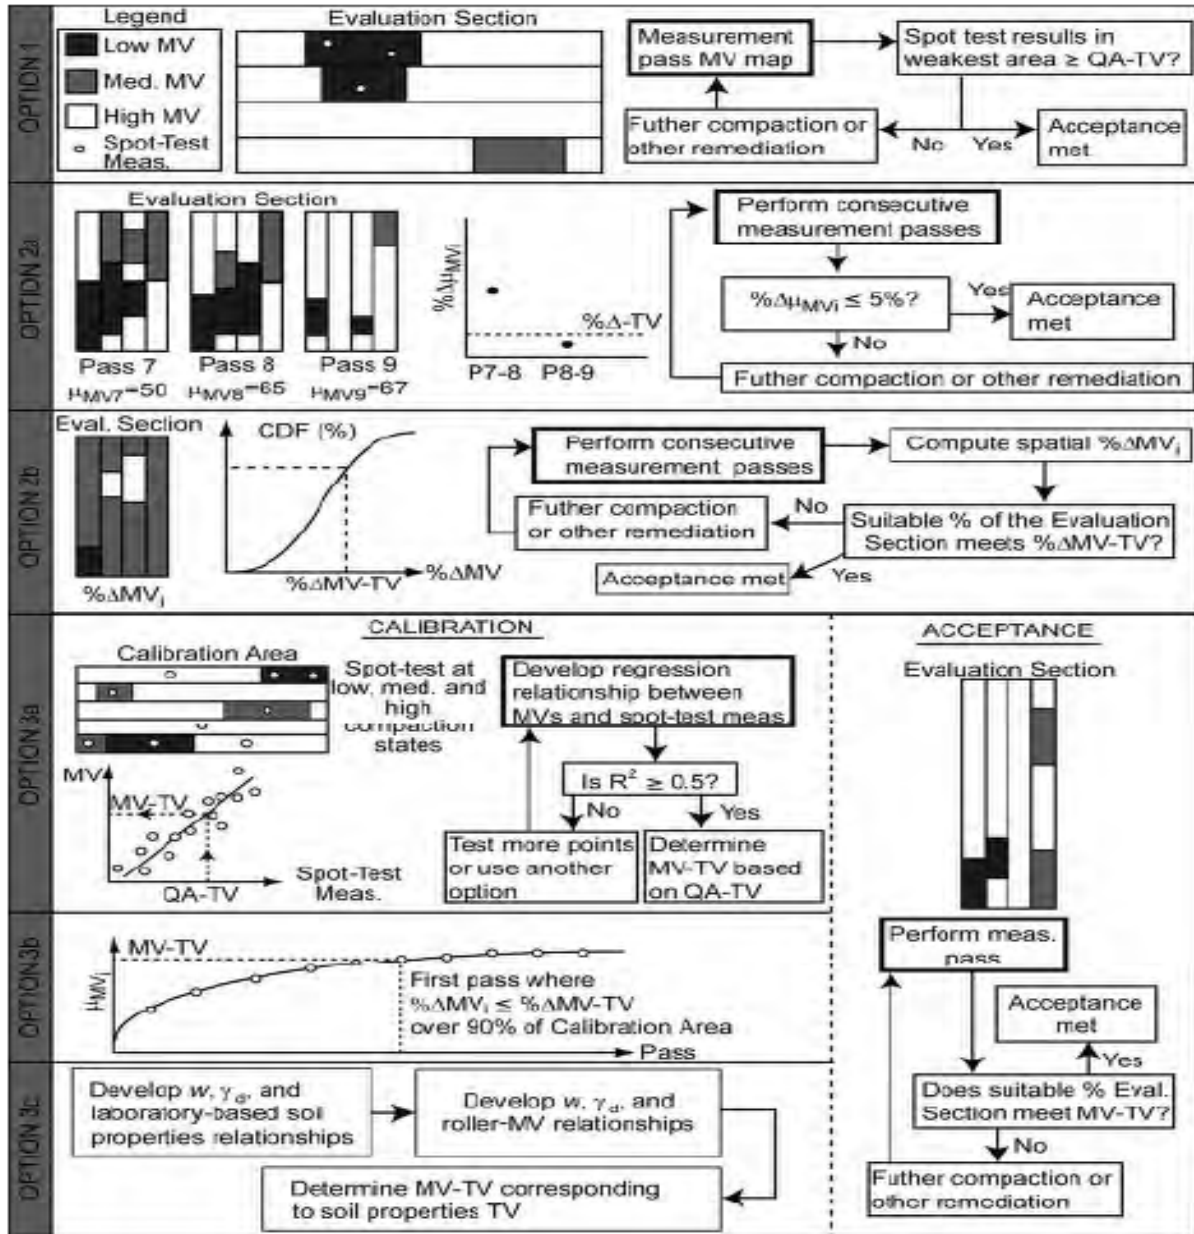 OPTION 1
Legend
Low MV
Med. MV
High MV
Spot-Test
Meas.
Evaluation Section
Measurement
pass MV map
Spot test results in
weakest area ≥ QA-TV?
Futher compaction or
other remediation
No
Yes
Acceptance
met
OPTION 2a
Evaluation Section
Pass 7
μMV7=50
Pass 8
μMV8=65
Pass 9
μMV9=67
%ΔμMVi
%Δ-TV
P7-8
P8-9
Perform consecutive
measurement passes
%ΔμMVi ≤ 5%?
Yes
Acceptance
met
No
Futher compaction or other remediation
OPTION 2b
Eval. Section
%ΔMVj
CDF (%)
%ΔMV-TV
%ΔMV
Perform consecutive
measurement passes
Compute spatial %ΔMVj
Futher compaction
or other remediation
No
Suitable % of the Evaluation
Section meets %ΔMV-TV?
Acceptance met
Yes
OPTION 3a
CALIBRATION
Calibration Area
Spot-test at
low, med. and
high
compaction
states
MV
MV-TV
QA-TV
Spot-Test
Meas.
Develop regression
relationship between
MVs and spot-test meas
Is R² ≥ 0.5?
No
Yes
Test more points
or use another
option
Determine
MV-TV based
on QA-TV
ACCEPTANCE
Evaluation Section
Perform meas.
pass
Acceptance
met
Yes
Does suitable % Eval.
Section meet MV-TV?
No
Futher compaction or
other remediation
OPTION 3b
μMVi
MV-TV
First pass where
%ΔMVi ≤ %ΔMV-TV
over 90% of Calibration Area
Pass
OPTION 3c
Develop w, γd, and
laboratory-based soil
properties relationships
Develop w, γd, and
roller-MV relationships
Determine MV-TV corresponding
to soil properties TV